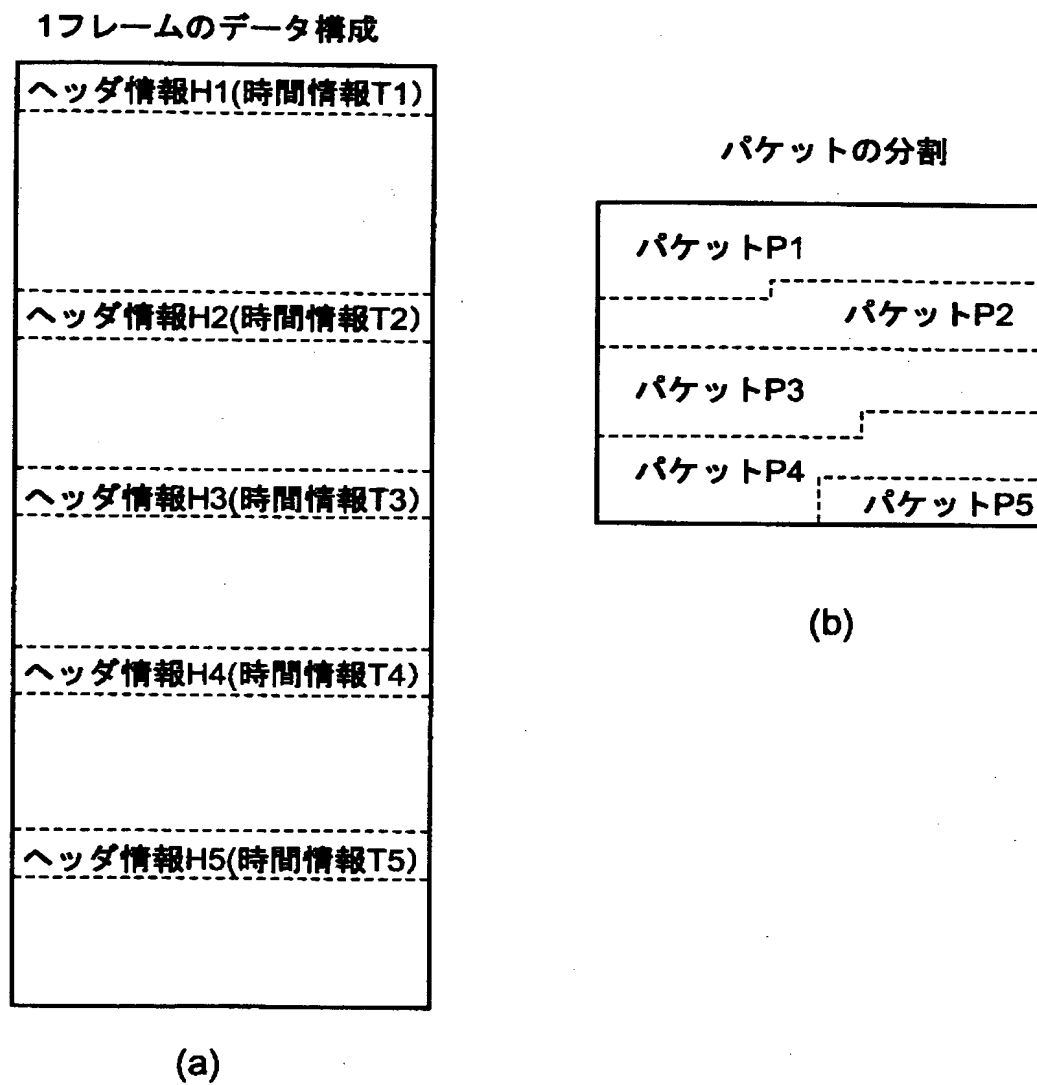 1フレームのデータ構成
ヘッダ情報H1(時間情報T1)
ヘッダ情報H2(時間情報T2)
ヘッダ情報H3(時間情報T3)
ヘッダ情報H4(時間情報T4)
ヘッダ情報H5(時間情報T5)
(a)
パケットの分割
パケットP1
パケットP2
パケットP3
パケットP4
パケットP5
(b)